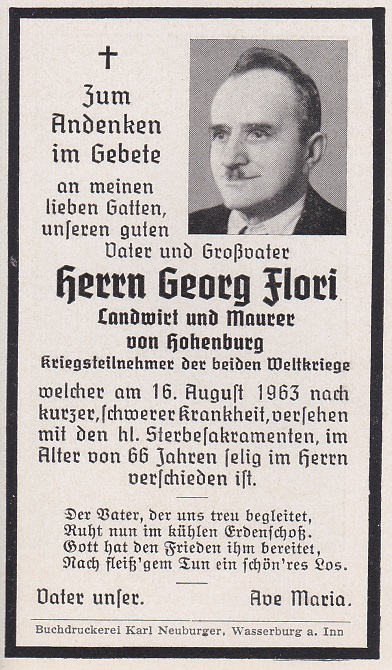 Zum
Andenken
im Gebete
an meinen
lieben Gatten,
unseren guten
Vater und Großvater
Herrn Georg Flori
Landwirt und Maurer
von Hohenburg
Kriegsteilnehmer der beiden Weltkriege
welcher am 16. August 1963 nach
kurzer, schwerer Krankheit, versehen
mit den hl. Sterbesakramenten, im
Alter von 66 Jahren selig im Herrn
verschieden ist.
Der Vater, der uns treu begleitet,
Ruht nun im kühlen Erdenschoß.
Gott hat den Frieden ihm bereitet,
Nach fleiß'gem Tun ein schön'res Los.
Vater unser. Ave Maria.
Buchdruckerei Karl Neuburger, Wasserburg a. Inn